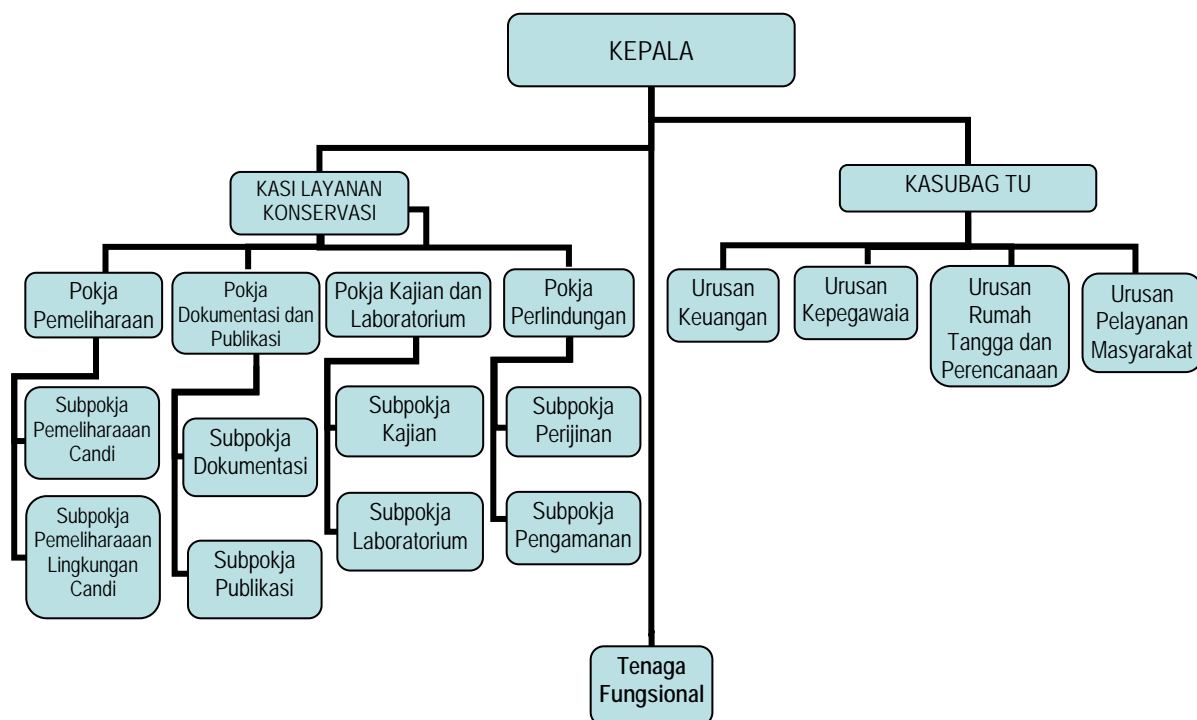 KEPALA
KASI LAYANAN
KONSERVASI
KASUBAG TU
Pokja
Pemeliharaan
Pokja
Dokumentasi dan
Publikasi
Pokja Kajian dan
Laboratorium
Pokja
Perlindungan
Urusan
Keuangan
Urusan
Kepegawaia
Urusan
Rumah
Tangga dan
Perencanaan
Urusan
Pelayanan
Masyarakat
Subpokja
Pemeliharaaan
Candi
Subpokja
Dokumentasi
Subpokja
Kajian
Subpokja
Perijinan
Subpokja
Pemeliharaaan
Lingkungan
Candi
Subpokja
Publikasi
Subpokja
Laboratorium
Subpokja
Pengamanan
Tenaga
Fungsional